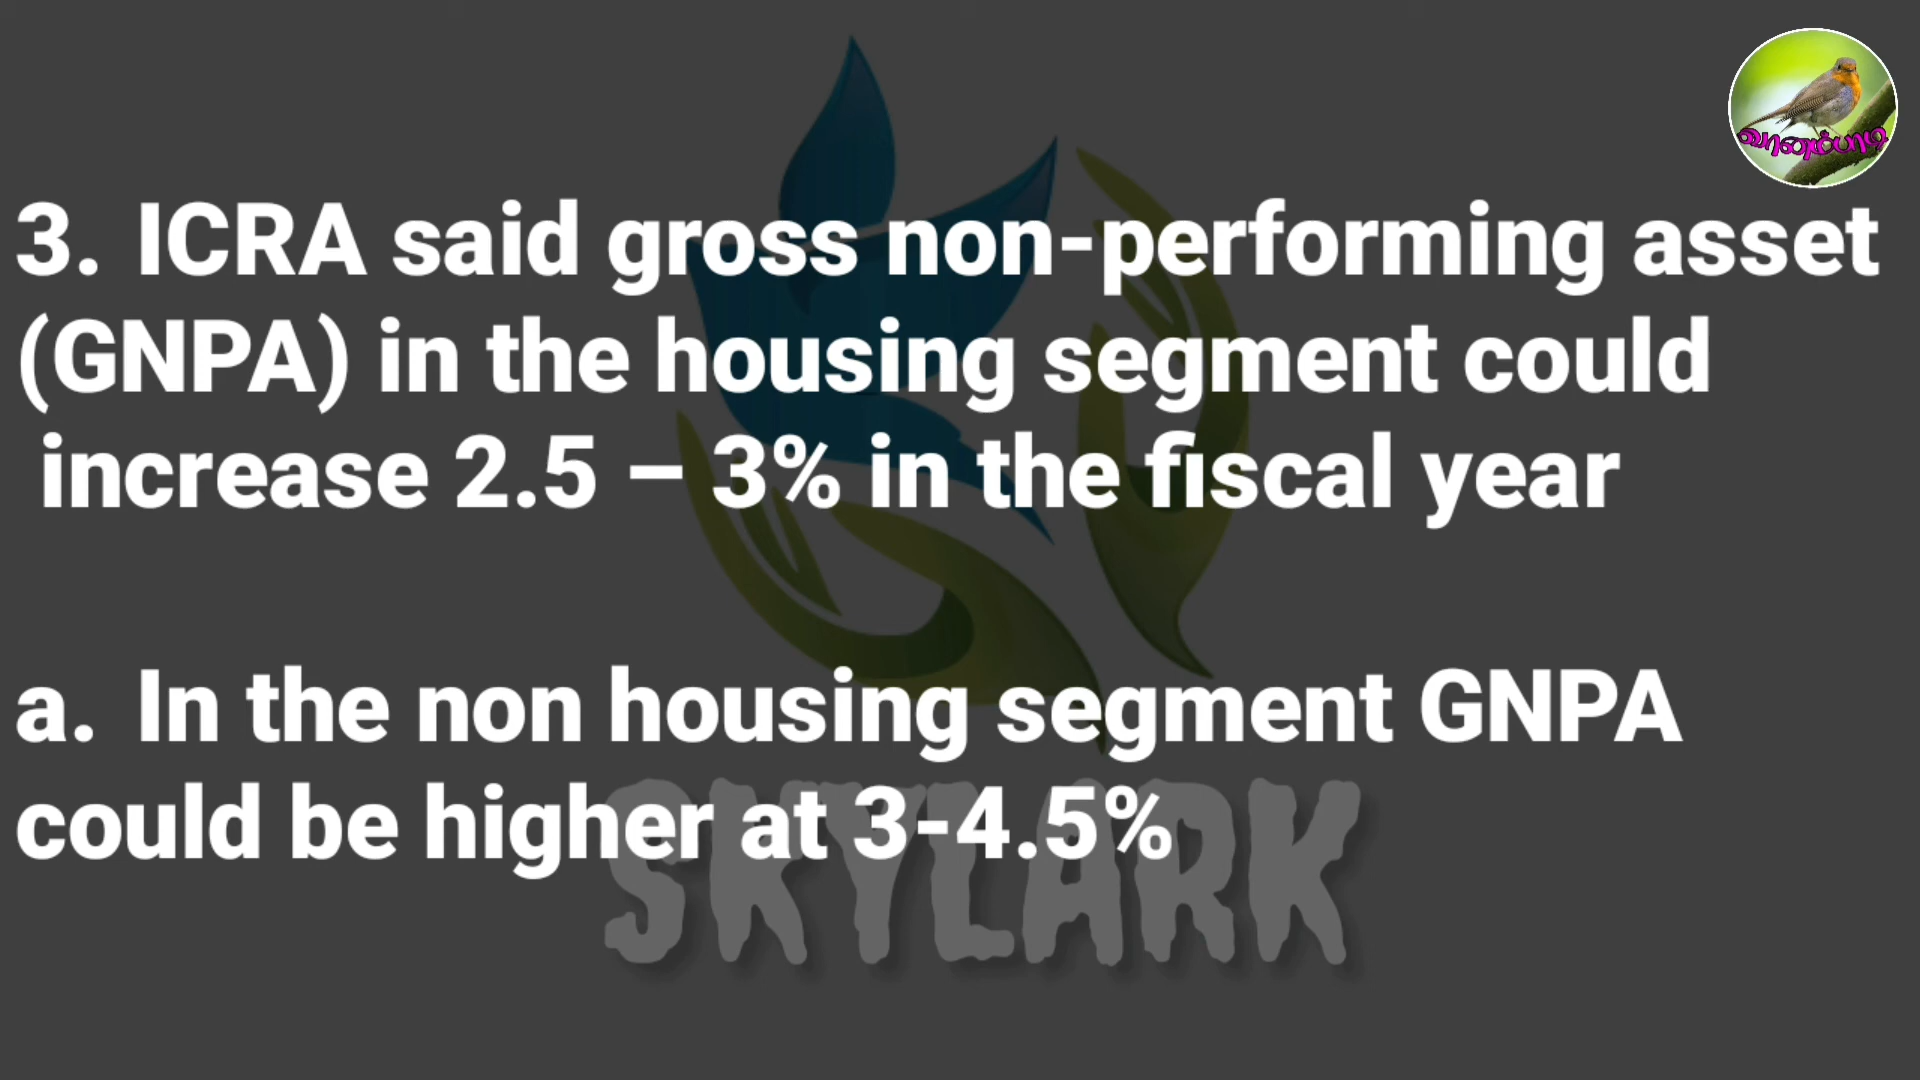 வானம்பாடி
3. ICRA said gross non-performing asset
(GNPA) in the housing segment could
increase 2.5 – 3% in the fiscal year
a. In the non housing segment GNPA
could be higher at 3-4.5%
SKYLARK